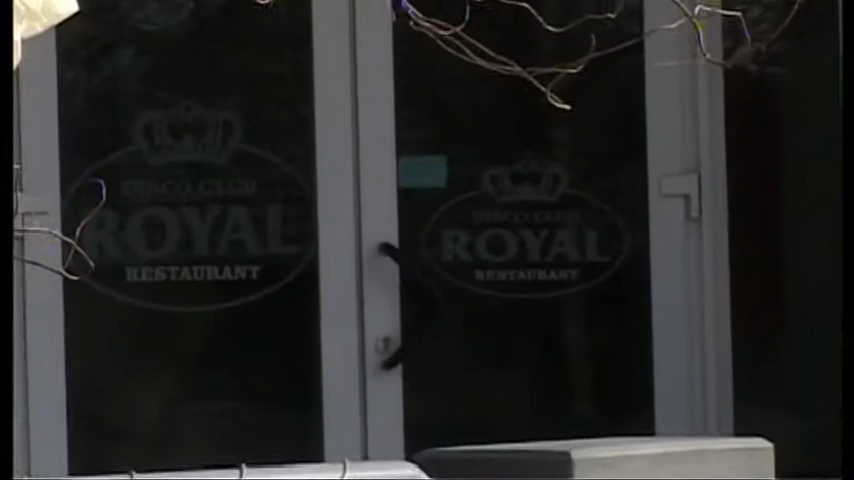 DISCO CLUB
ROYAL
RESTAURANT
DISCO CLUB
ROYAL
RESTAURANT